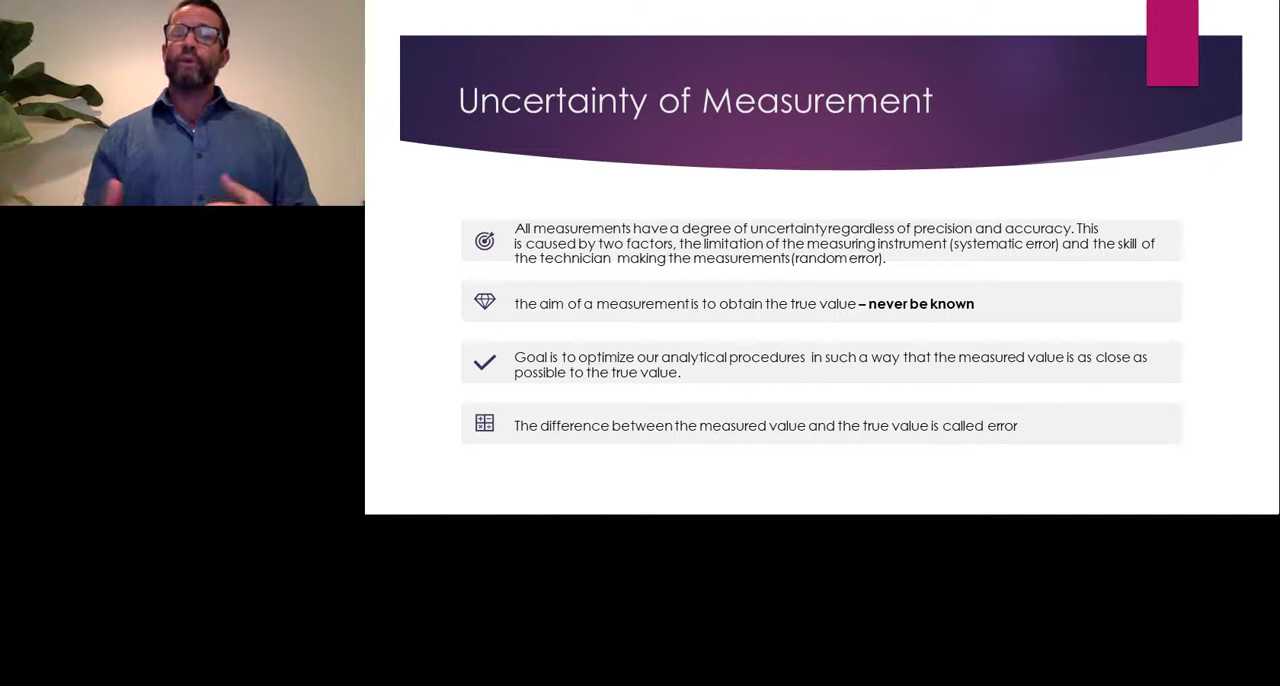 Uncertainty of Measurement
All measurements have a degree of uncertainty regardless of precision and accuracy. This
is caused by two factors, the limitation of the measuring instrument (systematic error) and the skill of
the technician making the measurements (random error).
the aim of a measurement is to obtain the true value – never be known
Goal is to optimize our analytical procedures in such a way that the measured value is as close as
possible to the true value.
The difference between the measured value and the true value is called error